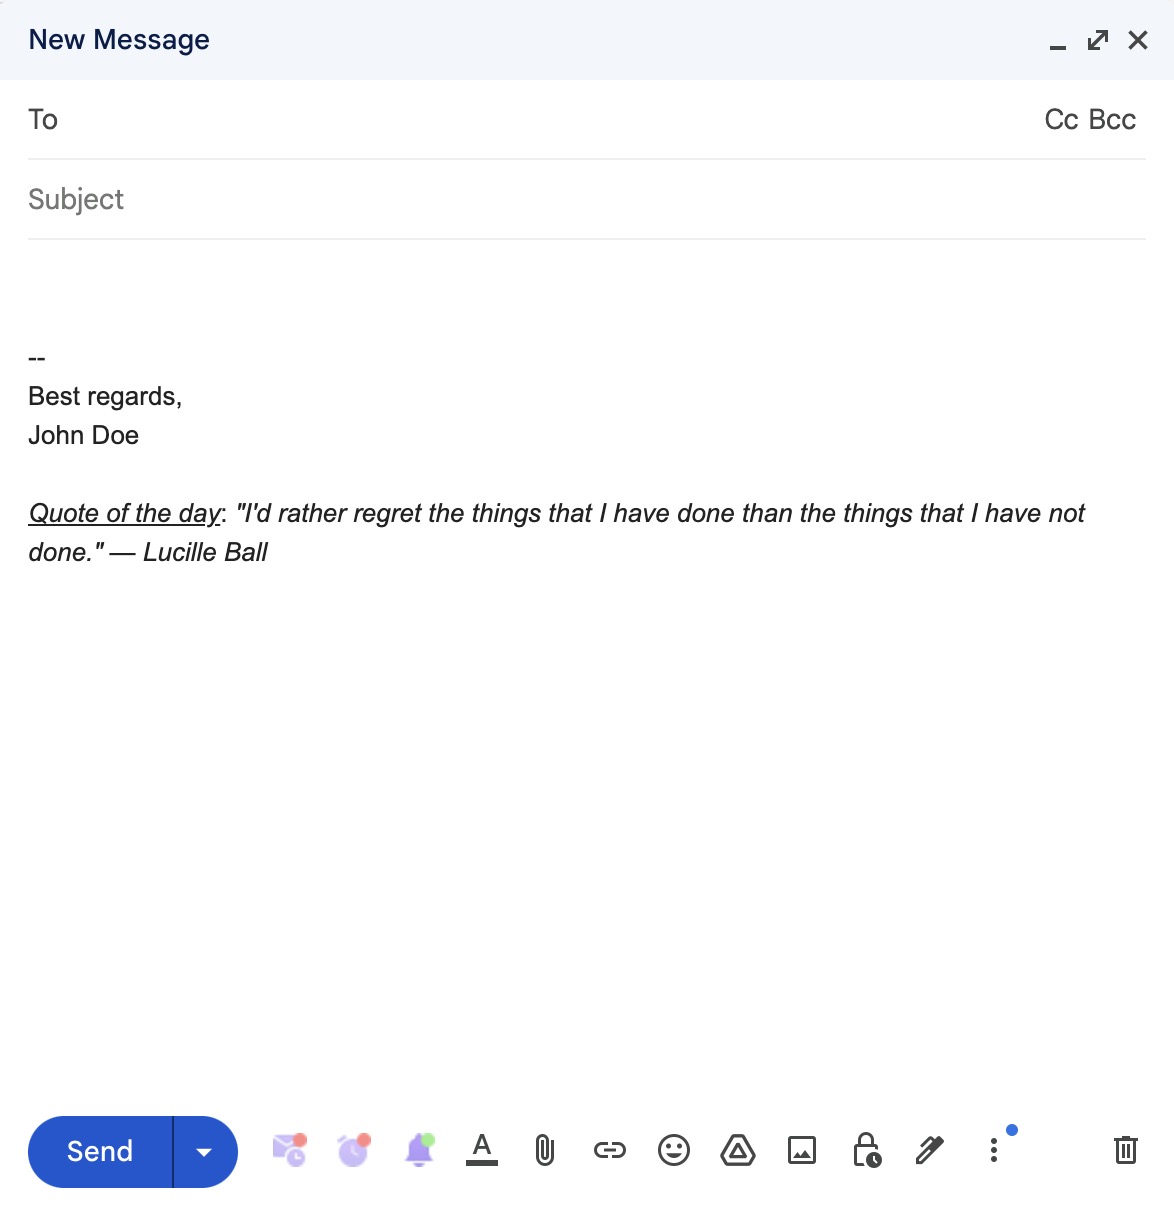 New Message
To Cc Bcc
Subject
--
Best regards,
John Doe
Quote of the day: "I'd rather regret the things that I have done than the things that I have not
done." — Lucille Ball
Send